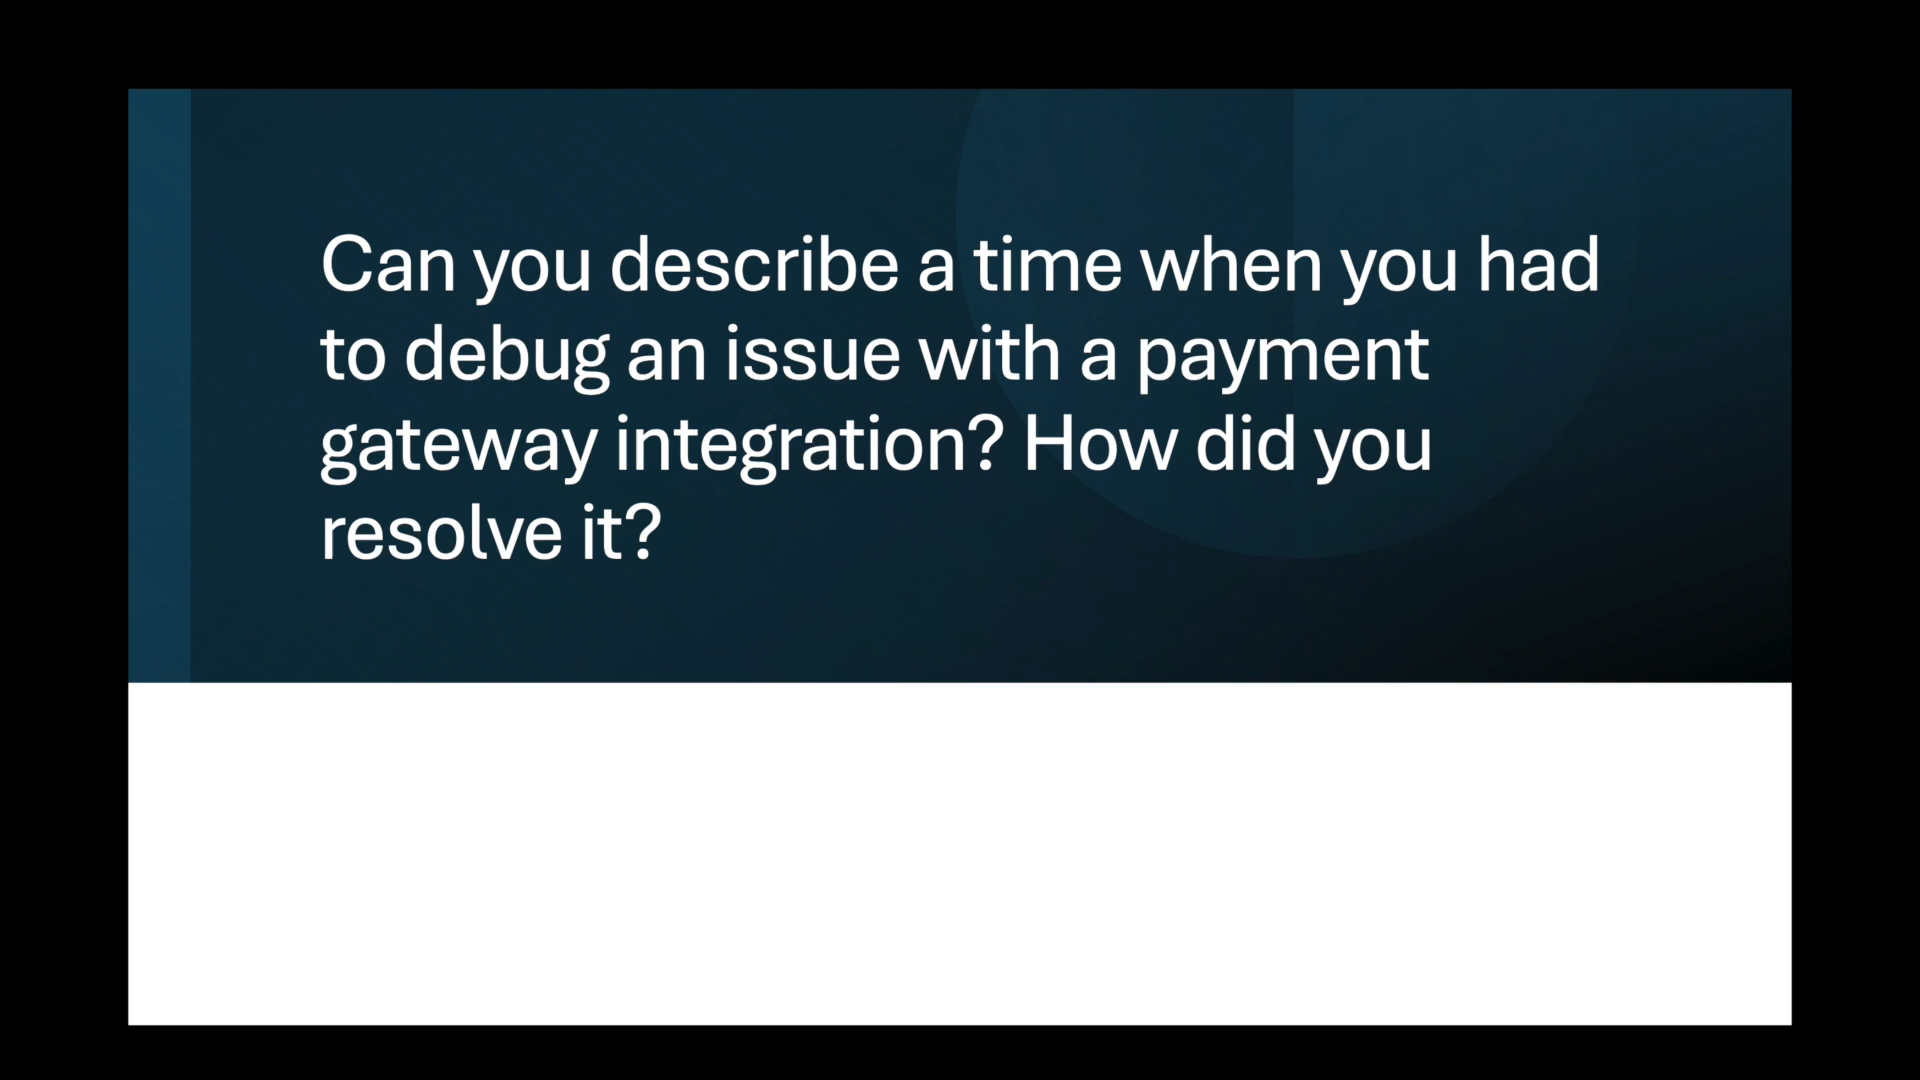 Can you describe a time when you had
to debug an issue with a payment
gateway integration? How did you
resolve it?